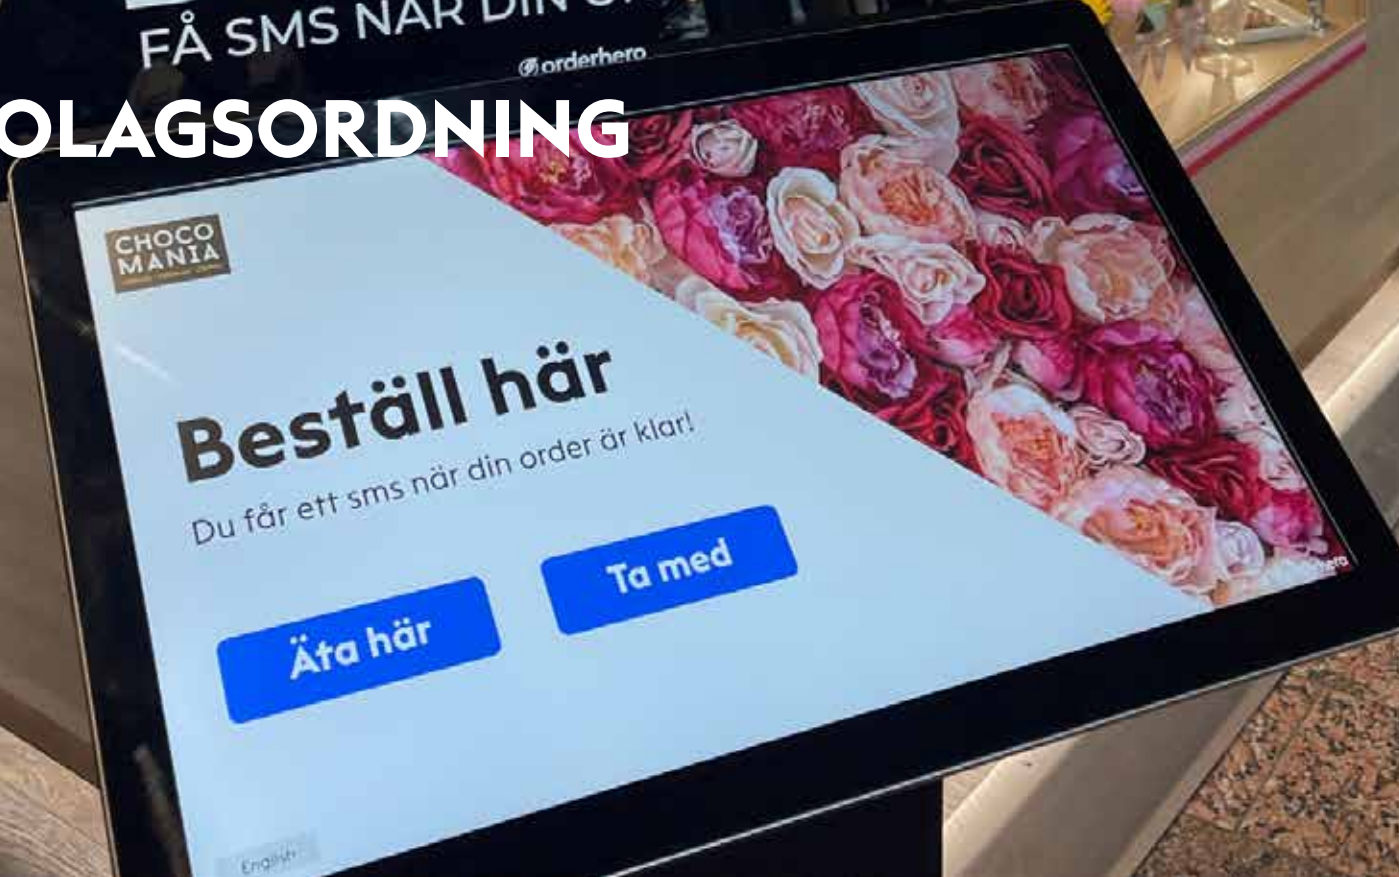 FÅ SMS NÄR DIN
orderhero
OLAGSORDNING
CHOCO
MANIA
Beställ här
Du får ett sms när din order är klar!
Äta här
Ta med
English